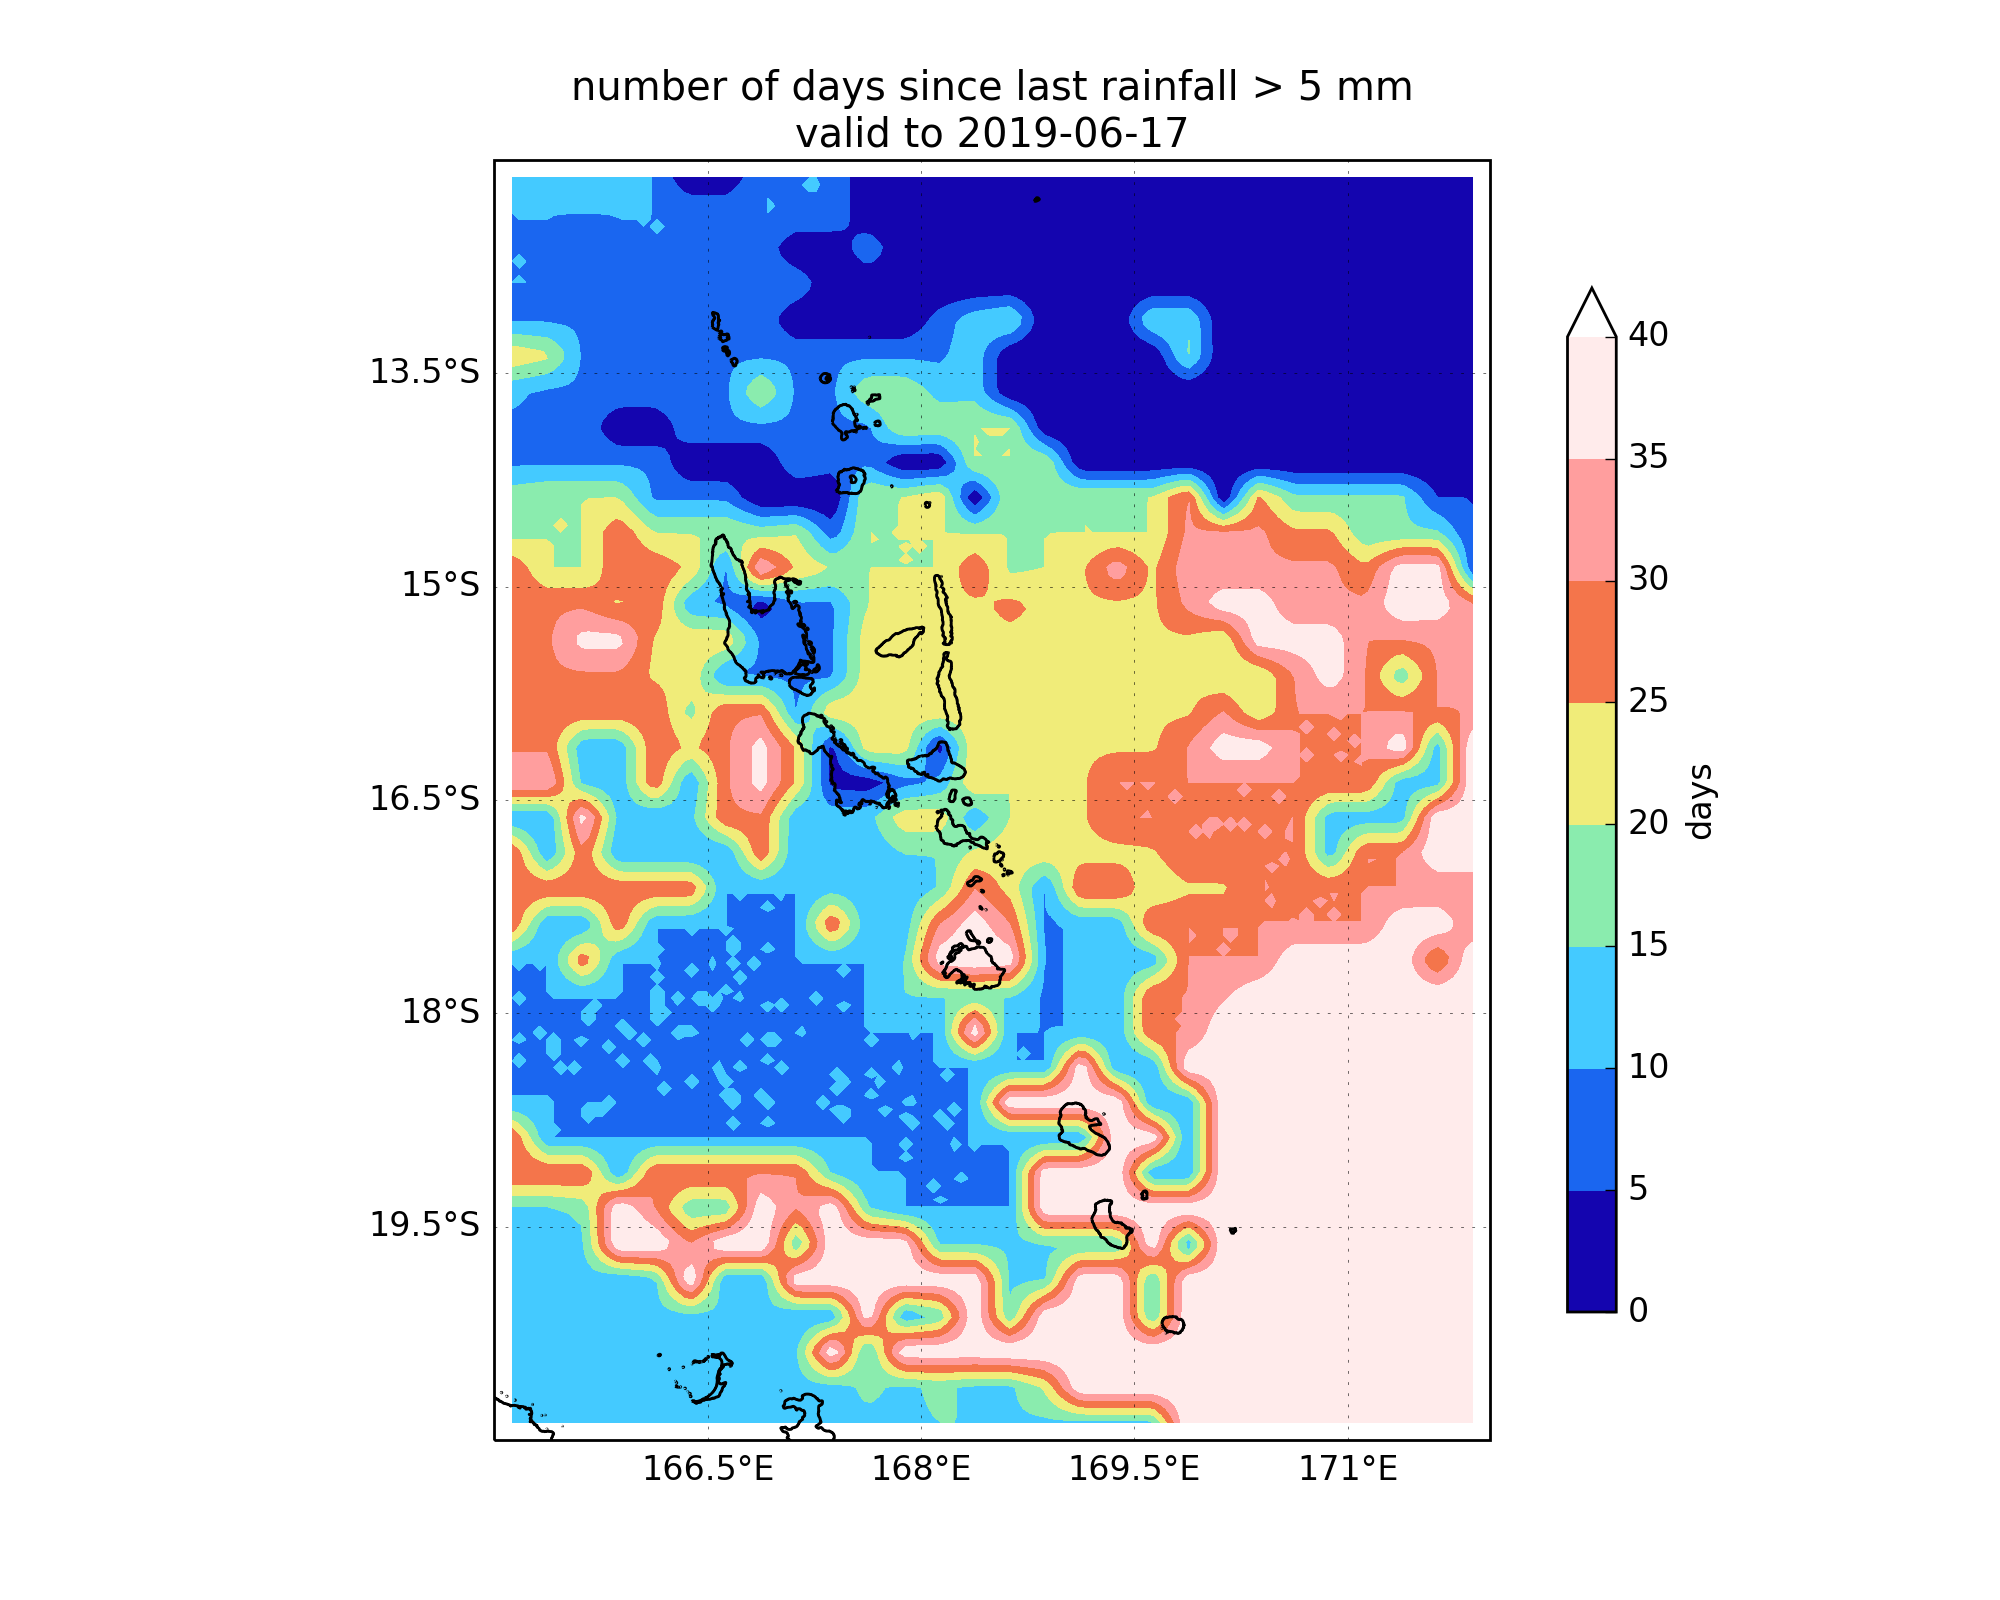 number of days since last rainfall > 5 mm
valid to 2019-06-17
13.5°S
15°S
16.5°S
18°S
19.5°S
166.5°E
168°E
169.5°E
171°E
40
35
30
25
20
15
10
5
0
days